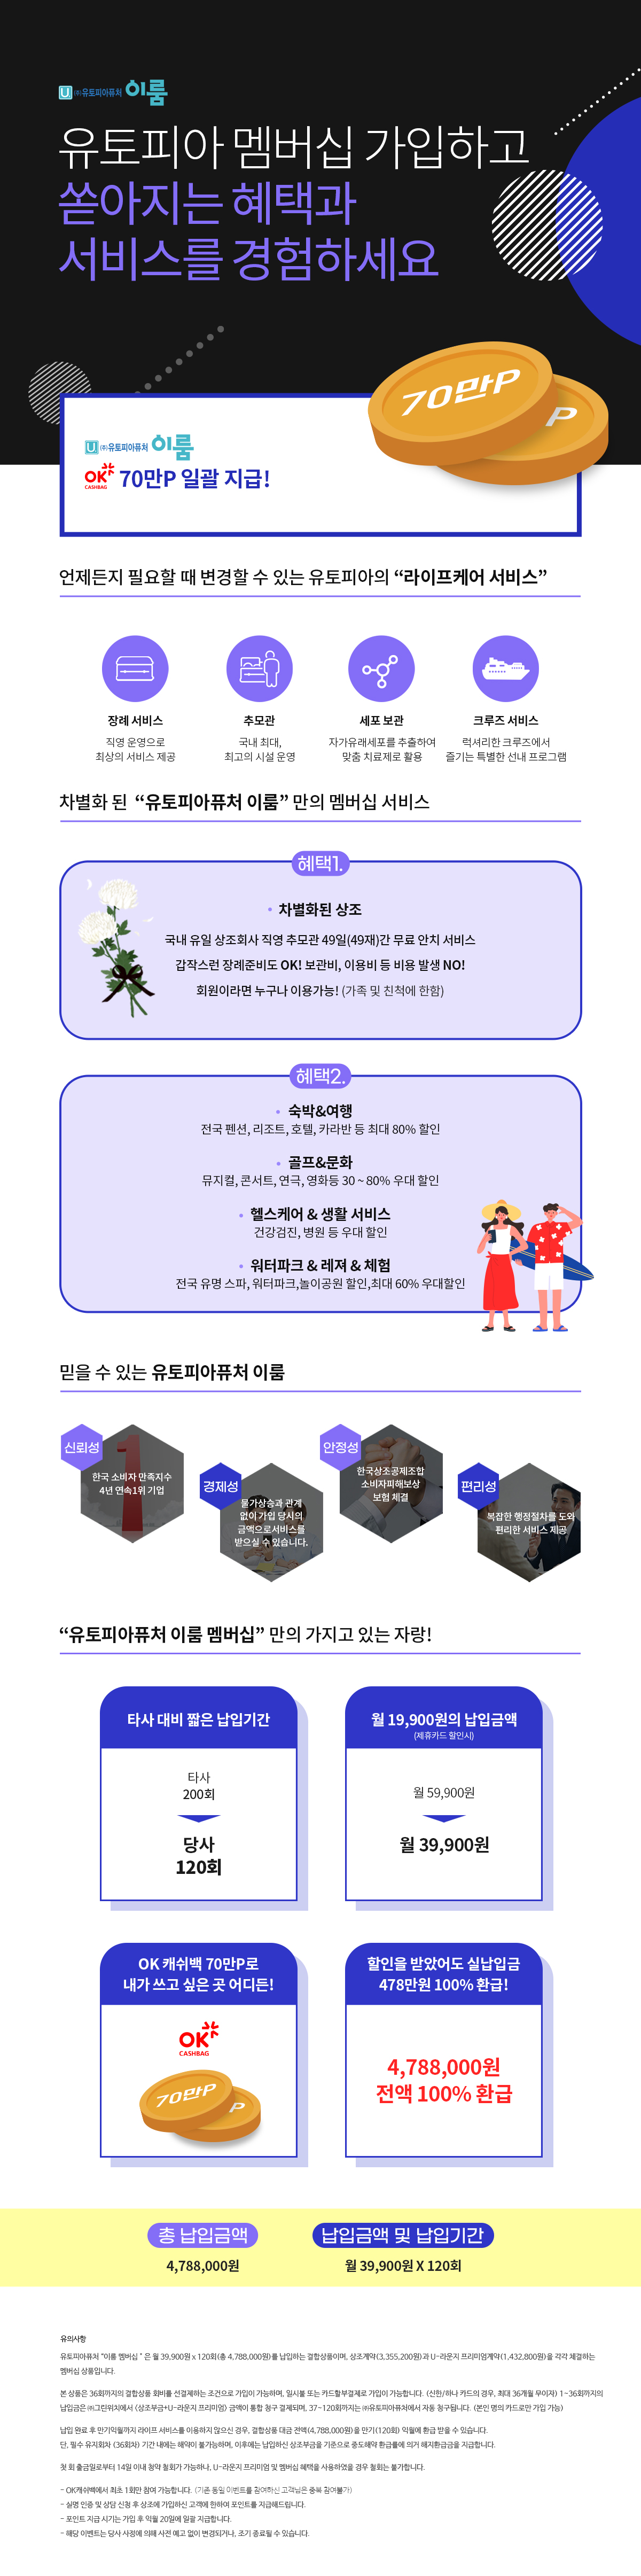 U (주)유토피아퓨처 이룸
유토피아 멤버십 가입하고
쏟아지는 혜택과
서비스를 경험하세요
70만P
P
U (주)유토피아퓨처 이룸
OK CASHBAG 70만P 일괄 지급!
언제든지 필요할 때 변경할 수 있는 유토피아의 “라이프케어 서비스”
장례 서비스
직영 운영으로
최상의 서비스 제공
추모관
국내 최대,
최고의 시설 운영
세포 보관
자가유래세포를 추출하여
맞춤 치료제로 활용
크루즈 서비스
럭셔리한 크루즈에서
즐기는 특별한 선내 프로그램
차별화 된 “유토피아퓨처 이룸” 만의 멤버십 서비스
혜택1.
• 차별화된 상조
국내 유일 상조회사 직영 추모관 49일(49재)간 무료 안치 서비스
갑작스런 장례준비도 OK! 보관비, 이용비 등 비용 발생 NO!
회원이라면 누구나 이용가능! (가족 및 친척에 한함)
혜택2.
• 숙박&여행
전국 펜션, 리조트, 호텔, 카라반 등 최대 80% 할인
• 골프&문화
뮤지컬, 콘서트, 연극, 영화등 30 ~ 80% 우대 할인
• 헬스케어 & 생활 서비스
건강검진, 병원 등 우대 할인
• 워터파크 & 레져 & 체험
전국 유명 스파, 워터파크,놀이공원 할인,최대 60% 우대할인
믿을 수 있는 유토피아퓨처 이룸
신뢰성
한국 소비자 만족지수
4년 연속1위 기업
경제성
물가상승과 관계
없이 가입 당시의
금액으로서비스를
받으실 수 있습니다.
안정성
한국상조공제조합
소비자피해보상
보험 체결
편리성
복잡한 행정절차를 도와
편리한 서비스 제공
“유토피아퓨처 이룸 멤버십” 만의 가지고 있는 자랑!
타사 대비 짧은 납입기간
타사
200회
당사
120회
월 19,900원의 납입금액
(제휴카드 할인시)
월 59,900원
월 39,900원
OK 캐쉬백 70만P로
내가 쓰고 싶은 곳 어디든!
OK CASHBAG
70만P
P
할인을 받았어도 실납입금
478만원 100% 환급!
4,788,000원
전액 100% 환급
총 납입금액
4,788,000원
납입금액 및 납입기간
월 39,900원 X 120회
유의사항
유토피아퓨처 "이룸 멤버십 " 은 월 39,900원 x 120회(총 4,788,000원)를 납입하는 결합상품이며, 상조계약(3,355,200원)과 U-라운지 프리미엄계약(1,432,800원)을 각각 체결하는
멤버십 상품입니다.
본 상품은 36회까지의 결합상품 회비를 선결제하는 조건으로 가입이 가능하며, 일시불 또는 카드할부결제로 가입이 가능합니다. (신한/하나 카드의 경우, 최대 36개월 무이자) 1~36회까지의
납입금은 ㈜그린위치에서 <상조부금+U-라운지 프리미엄> 금액이 통합 청구 결제되며, 37~120회까지는 ㈜유토피아퓨처에서 자동 청구됩니다. (본인 명의 카드로만 가입 가능)
납입 완료 후 만기익월까지 라이프 서비스를 이용하지 않으신 경우, 결합상품 대금 전액(4,788,000원)을 만기(120회) 익월에 환급 받을 수 있습니다.
단, 필수 유지회차 (36회차) 기간 내에는 해약이 불가능하며, 이후에는 납입하신 상조부금을 기준으로 중도해약 환급률에 의거 해지환급금을 지급합니다.
첫 회 출금일로부터 14일 이내 청약 철회가 가능하나, U-라운지 프리미엄 및 멤버십 혜택을 사용하였을 경우 철회는 불가합니다.
- OK캐쉬백에서 최초 1회만 참여 가능합니다. (기존 동일 이벤트를 참여하신 고객님은 중복 참여불가)
- 실명 인증 및 상담 신청 후 상조에 가입하신 고객에 한하여 포인트를 지급해드립니다.
- 포인트 지급 시기는 가입 후 익월 20일에 일괄 지급합니다.
- 해당 이벤트는 당사 사정에 의해 사전 예고 없이 변경되거나, 조기 종료될 수 있습니다.